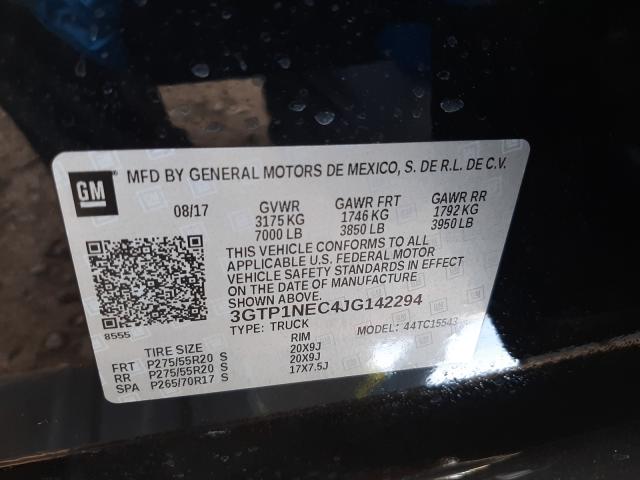 GM MFD BY GENERAL MOTORS DE MEXICO, S. DE R.L. DE C.V.
08/17 GVWR GAWR FRT GAWR RR
3175 KG 1746 KG 1792 KG
7000 LB 3850 LB 3950 LB
THIS VEHICLE CONFORMS TO ALL
APPLICABLE U.S. FEDERAL MOTOR
VEHICLE SAFETY STANDARDS IN EFFECT
ON THE DATE OF MANUFACTURE
SHOWN ABOVE.
3GTP1NEC4JG142294
8555 TYPE: TRUCK MODEL: 44TC15543
TIRE SIZE RIM
FRT P275/55R20 S 20X9J
RR P275/55R20 S 20X9J
SPA P265/70R17 S 17X7.5J